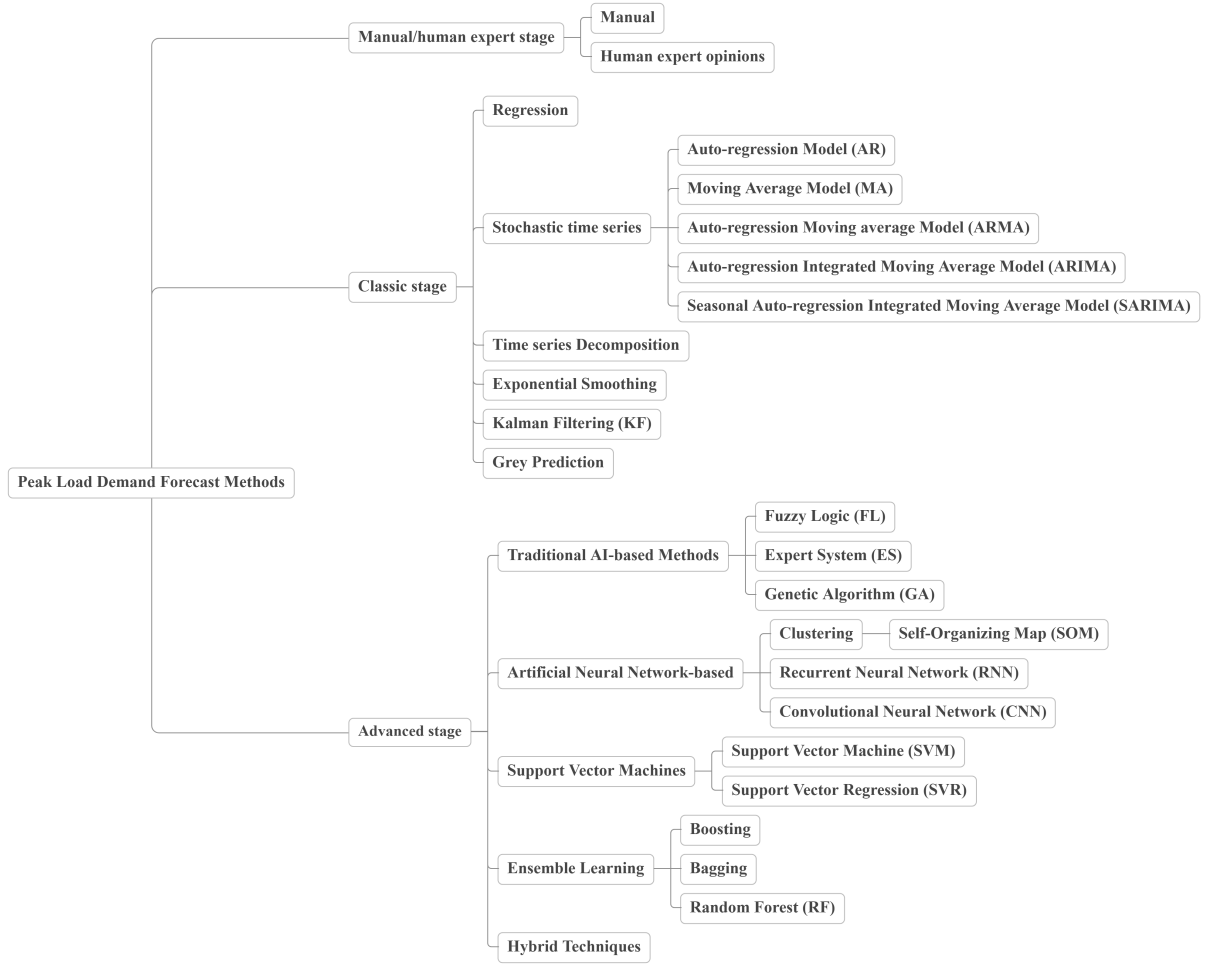 Manual
Manual/human expert stage
Human expert opinions
Regression
Auto-regression Model (AR)
Moving Average Model (MA)
Stochastic time series
Auto-regression Moving average Model (ARMA)
Auto-regression Integrated Moving Average Model (ARIMA)
Classic stage
Seasonal Auto-regression Integrated Moving Average Model (SARIMA)
Time series Decomposition
Exponential Smoothing
Kalman Filtering (KF)
Grey Prediction
Peak Load Demand Forecast Methods
Fuzzy Logic (FL)
Traditional AI-based Methods
Expert System (ES)
Genetic Algorithm (GA)
Clustering
Self-Organizing Map (SOM)
Artificial Neural Network-based
Recurrent Neural Network (RNN)
Convolutional Neural Network (CNN)
Advanced stage
Support Vector Machine (SVM)
Support Vector Machines
Support Vector Regression (SVR)
Boosting
Ensemble Learning
Bagging
Random Forest (RF)
Hybrid Techniques